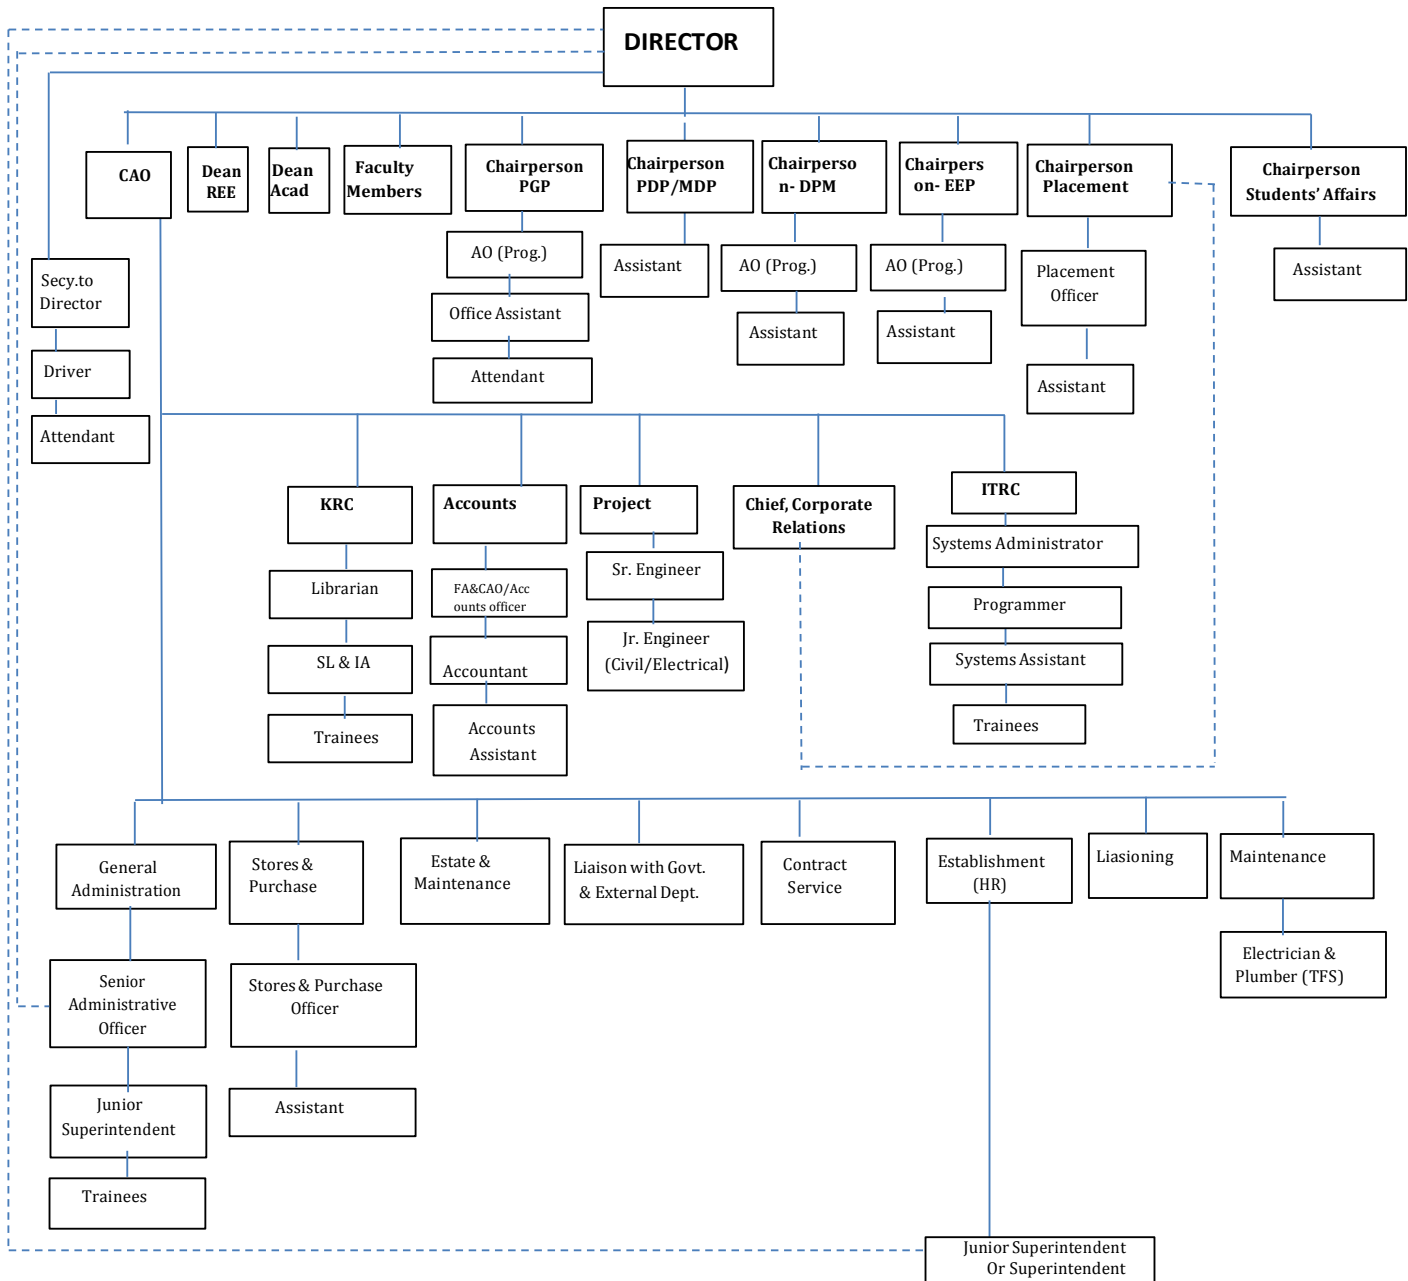 DIRECTOR
CAO
Dean
REE
Dean
Acad
Faculty
Members
Chairperson
PGP
Chairperson
PDP/MDP
Chairperso
n- DPM
Chairpers
on- EEP
Chairperson
Placement
Chairperson
Students’ Affairs
Secy.to
Director
Driver
Attendant
AO (Prog.)
Office Assistant
Attendant
Assistant
AO (Prog.)
Assistant
AO (Prog.)
Assistant
Placement
Officer
Assistant
Assistant
KRC
Librarian
SL & IA
Trainees
Accounts
FA&CAO/Acc
ounts officer
Accountant
Accounts
Assistant
Project
Sr. Engineer
Jr. Engineer
(Civil/Electrical)
Chief, Corporate
Relations
ITRC
Systems Administrator
Programmer
Systems Assistant
Trainees
General
Administration
Senior
Administrative
Officer
Junior
Superintendent
Trainees
Stores &
Purchase
Stores & Purchase
Officer
Assistant
Estate &
Maintenance
Liaison with Govt.
& External Dept.
Contract
Service
Establishment
(HR)
Junior Superintendent
Or Superintendent
Liasioning
Maintenance
Electrician &
Plumber (TFS)